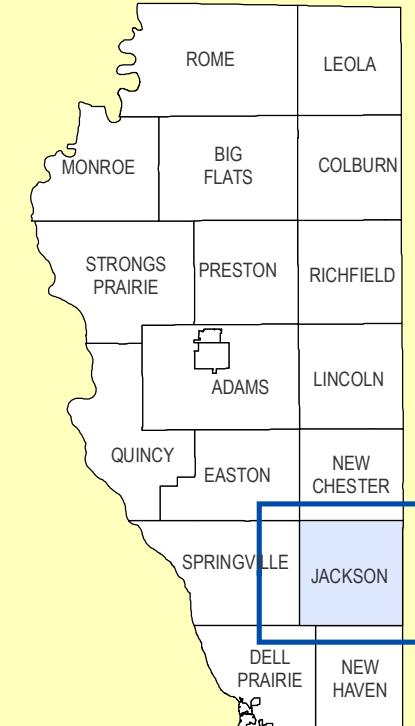 ROME
LEOLA
MONROE
BIG
FLATS
COLBURN
STRONGS
PRAIRIE
PRESTON
RICHFIELD
ADAMS
LINCOLN
QUINCY
EASTON
NEW
CHESTER
SPRINGVILLE
JACKSON
DELL
PRAIRIE
NEW
HAVEN